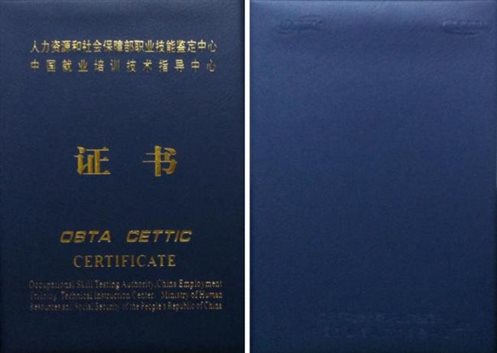 人力资源和社会保障部职业技能鉴定中心
中国就业培训技术指导中心
证书
OSTA CETTIC
CERTIFICATE
Occupational Skill Testing Authority, China Employment
Training Technical Instruction Center Ministry of Human
Resources and Social Security of the People's Republic of China